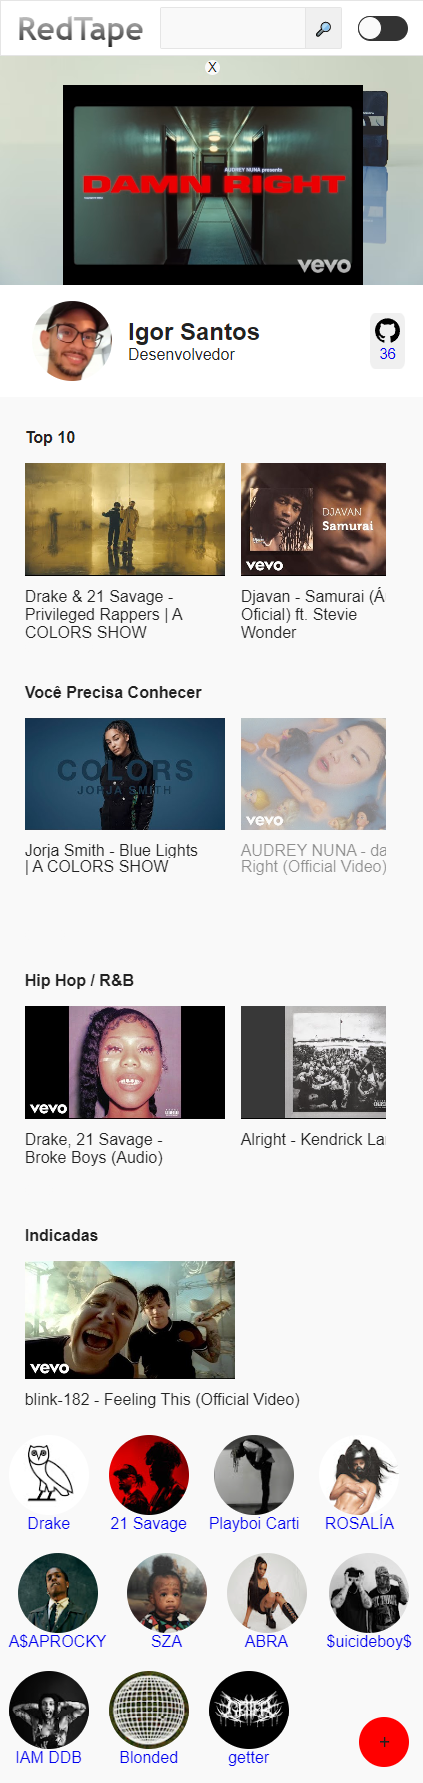 RedTape
X
AUDREY NUNA presents
DAMN RIGHT
vevo
Igor Santos
Desenvolvedor
36
Top 10
DJAVAN
Samurai
vevo
Drake & 21 Savage -
Privileged Rappers | A
COLORS SHOW
Djavan - Samurai (Á
Oficial) ft. Stevie
Wonder
Você Precisa Conhecer
COLORS
JORJA SMITH
vevo
Jorja Smith - Blue Lights
| A COLORS SHOW
AUDREY NUNA - da
Right (Official Video)
Hip Hop / R&B
vevo
Drake, 21 Savage -
Broke Boys (Audio)
Alright - Kendrick La
Indicadas
vevo
blink-182 - Feeling This (Official Video)
Drake
21 Savage
Playboi Carti
ROSALÍA
A$APROCKY
SZA
ABRA
$uicideboy$
GETTER
IAM DDB
Blonded
getter
+